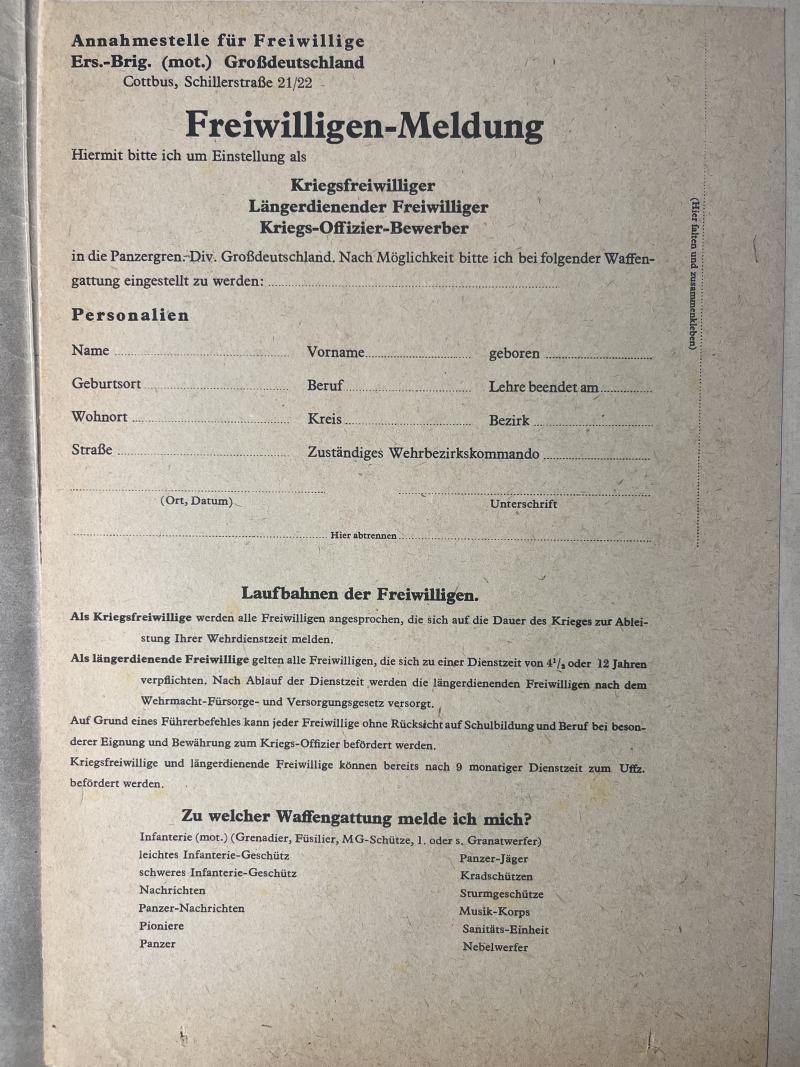 Annahmestelle für Freiwillige
Ers.-Brig. (mot.) Großdeutschland
Cottbus, Schillerstraße 21/22
Freiwilligen-Meldung
Hiermit bitte ich um Einstellung als
Kriegsfreiwilliger
Längerdienender Freiwilliger
Kriegs-Offizier-Bewerber
in die Panzergren.-Div. Großdeutschland. Nach Möglichkeit bitte ich bei folgender Waffen-
gattung eingestellt zu werden:
Personalien
Name Vorname geboren
Geburtsort Beruf Lehre beendet am
Wohnort Kreis Bezirk
Straße Zuständiges Wehrbezirkskommando
(Ort, Datum) Unterschrift
Hier abtrennen
(Hier falten und zusammenkleben)
Laufbahnen der Freiwilligen.
Als Kriegsfreiwillige werden alle Freiwilligen angesprochen, die sich auf die Dauer des Krieges zur Ablei-
stung Ihrer Wehrdienstzeit melden.
Als längerdienende Freiwillige gelten alle Freiwilligen, die sich zu einer Dienstzeit von 4¹/₂ oder 12 Jahren
verpflichten. Nach Ablauf der Dienstzeit werden die längerdienenden Freiwilligen nach dem
Wehrmacht-Fürsorge- und Versorgungsgesetz versorgt.
Auf Grund eines Führerbefehles kann jeder Freiwillige ohne Rücksicht auf Schulbildung und Beruf bei beson-
derer Eignung und Bewährung zum Kriegs-Offizier befördert werden.
Kriegsfreiwillige und längerdienende Freiwillige können bereits nach 9 monatiger Dienstzeit zum Uffz.
befördert werden.
Zu welcher Waffengattung melde ich mich?
Infanterie (mot.) (Grenadier, Füsilier, MG-Schütze, l. oder s. Granatwerfer)
leichtes Infanterie-Geschütz
schweres Infanterie-Geschütz
Nachrichten
Panzer-Nachrichten
Pioniere
Panzer
Panzer-Jäger
Kradschützen
Sturmgeschütze
Musik-Korps
Sanitäts-Einheit
Nebelwerfer